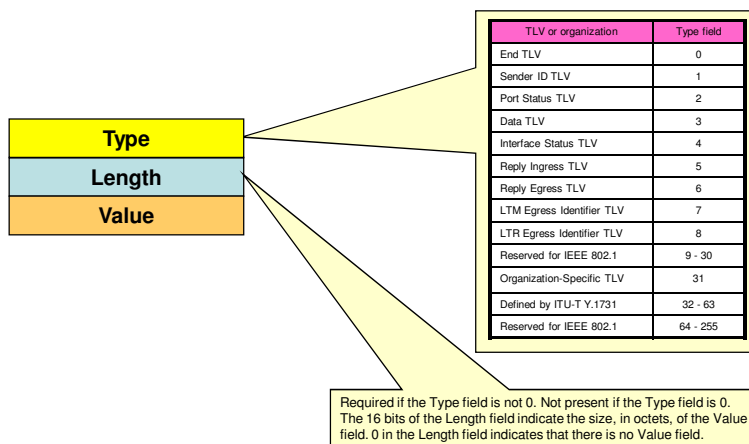 TLV or organization Type field
End TLV 0
Sender ID TLV 1
Port Status TLV 2
Data TLV 3
Interface Status TLV 4
Reply Ingress TLV 5
Reply Egress TLV 6
LTM Egress Identifier TLV 7
LTR Egress Identifier TLV 8
Reserved for IEEE 802.1 9 - 30
Organization-Specific TLV 31
Defined by ITU-T Y.1731 32 - 63
Reserved for IEEE 802.1 64 - 255
Type
Length
Value
Required if the Type field is not 0. Not present if the Type field is 0.
The 16 bits of the Length field indicate the size, in octets, of the Value
field. 0 in the Length field indicates that there is no Value field.